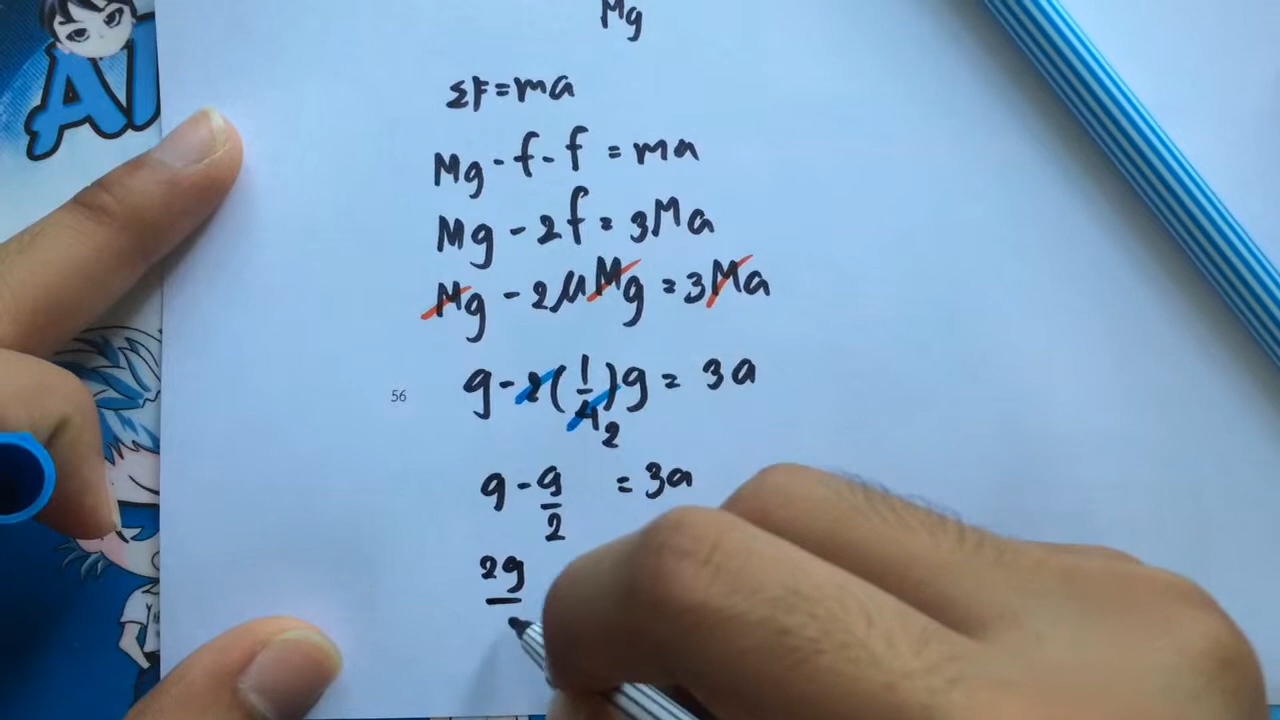 Mg
ΣF=ma
Mg - f - f = ma
Mg - 2f = 3Ma
Mg - 2μMg = 3Ma
56
g - 2(1/4)g = 3a
2
g - g/2 = 3a
2g